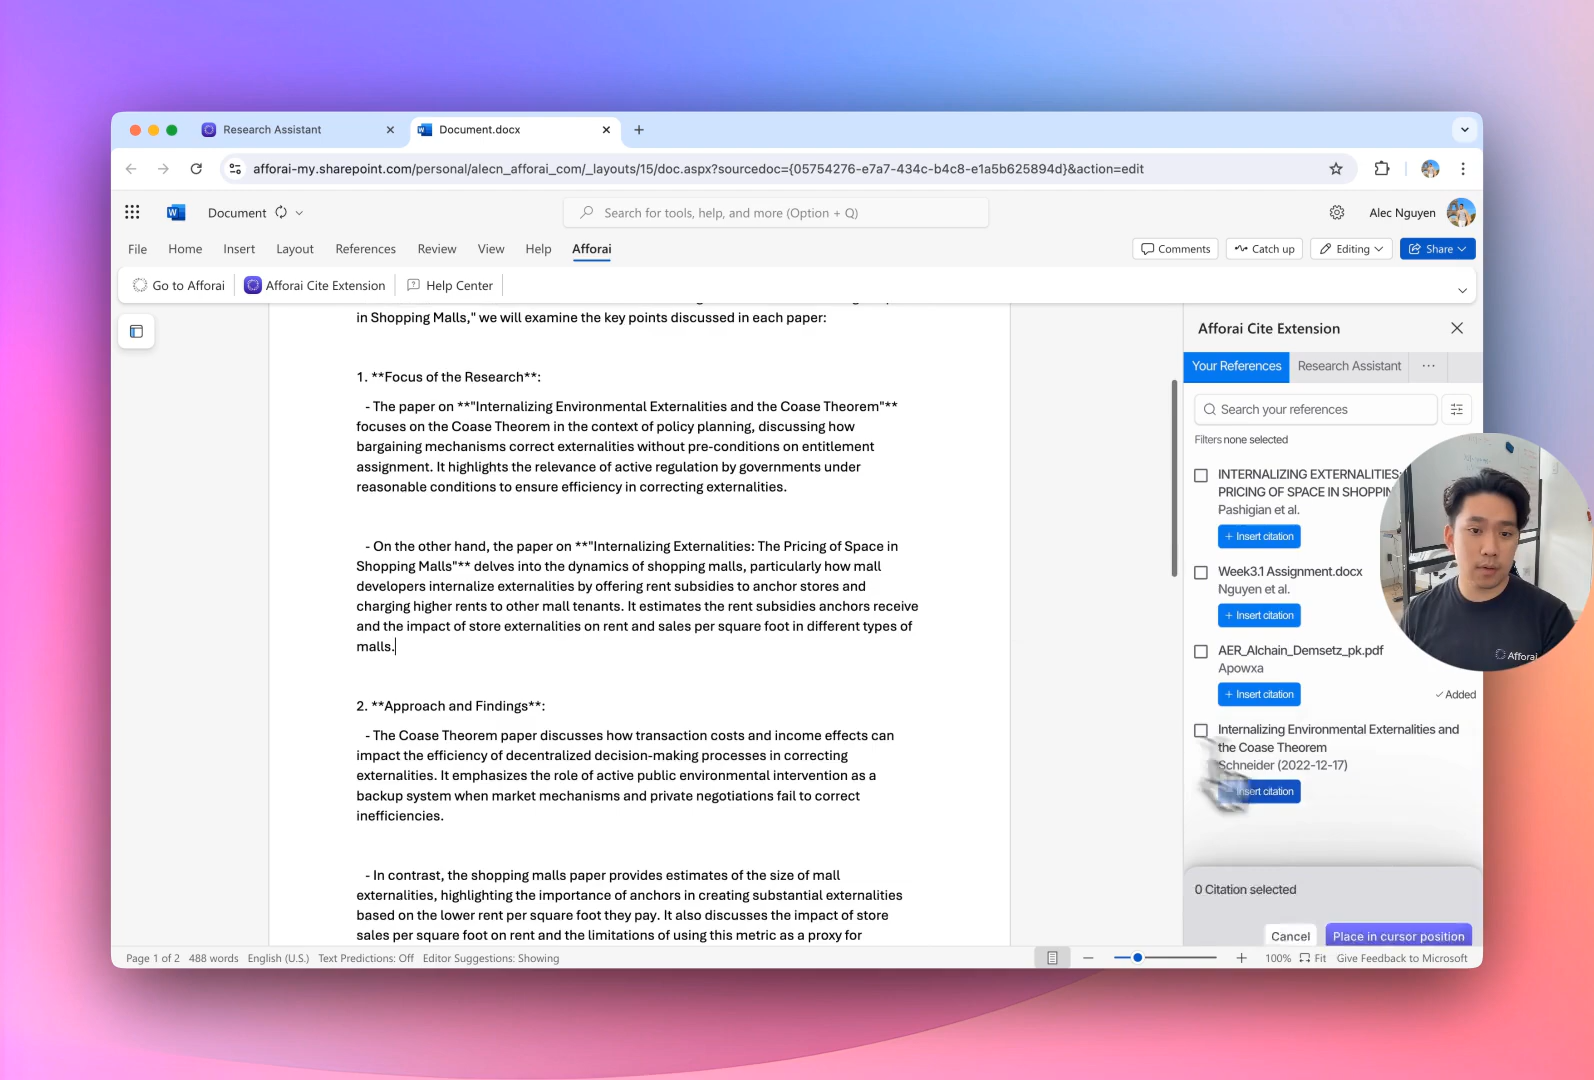 Research Assistant
Document.docx
afforai-my.sharepoint.com/personal/alecn_afforai_com/_layouts/15/doc.aspx?sourcedoc={05754276-e7a7-434c-b4c8-e1a5b625894d}&action=edit
Document
Search for tools, help, and more (Option + Q)
Alec Nguyen
File Home Insert Layout References Review View Help Afforai
Comments Catch up Editing Share
Go to Afforai Afforai Cite Extension Help Center
in Shopping Malls," we will examine the key points discussed in each paper:
1. **Focus of the Research**:
- The paper on **"Internalizing Environmental Externalities and the Coase Theorem"**
focuses on the Coase Theorem in the context of policy planning, discussing how
bargaining mechanisms correct externalities without pre-conditions on entitlement
assignment. It highlights the relevance of active regulation by governments under
reasonable conditions to ensure efficiency in correcting externalities.
- On the other hand, the paper on **"Internalizing Externalities: The Pricing of Space in
Shopping Malls"** delves into the dynamics of shopping malls, particularly how mall
developers internalize externalities by offering rent subsidies to anchor stores and
charging higher rents to other mall tenants. It estimates the rent subsidies anchors receive
and the impact of store externalities on rent and sales per square foot in different types of
malls.
2. **Approach and Findings**:
- The Coase Theorem paper discusses how transaction costs and income effects can
impact the efficiency of decentralized decision-making processes in correcting
externalities. It emphasizes the role of active public environmental intervention as a
backup system when market mechanisms and private negotiations fail to correct
inefficiencies.
- In contrast, the shopping malls paper provides estimates of the size of mall
externalities, highlighting the importance of anchors in creating substantial externalities
based on the lower rent per square foot they pay. It also discusses the impact of store
sales per square foot on rent and the limitations of using this metric as a proxy for
Afforai Cite Extension
Your References Research Assistant ...
Search your references
Filters none selected
INTERNALIZING EXTERNALITIES:
PRICING OF SPACE IN SHOPPIN
Pashigian et al.
+ Insert citation
Week3.1 Assignment.docx
Nguyen et al.
+ Insert citation
AER_Alchain_Demsetz_pk.pdf
Apowxa
+ Insert citation
Added
Internalizing Environmental Externalities and
the Coase Theorem
Schneider (2022-12-17)
Insert citation
0 Citation selected
Cancel Place in cursor position
Afforai
Page 1 of 2 488 words English (U.S.) Text Predictions: Off Editor Suggestions: Showing
100% Fit Give Feedback to Microsoft